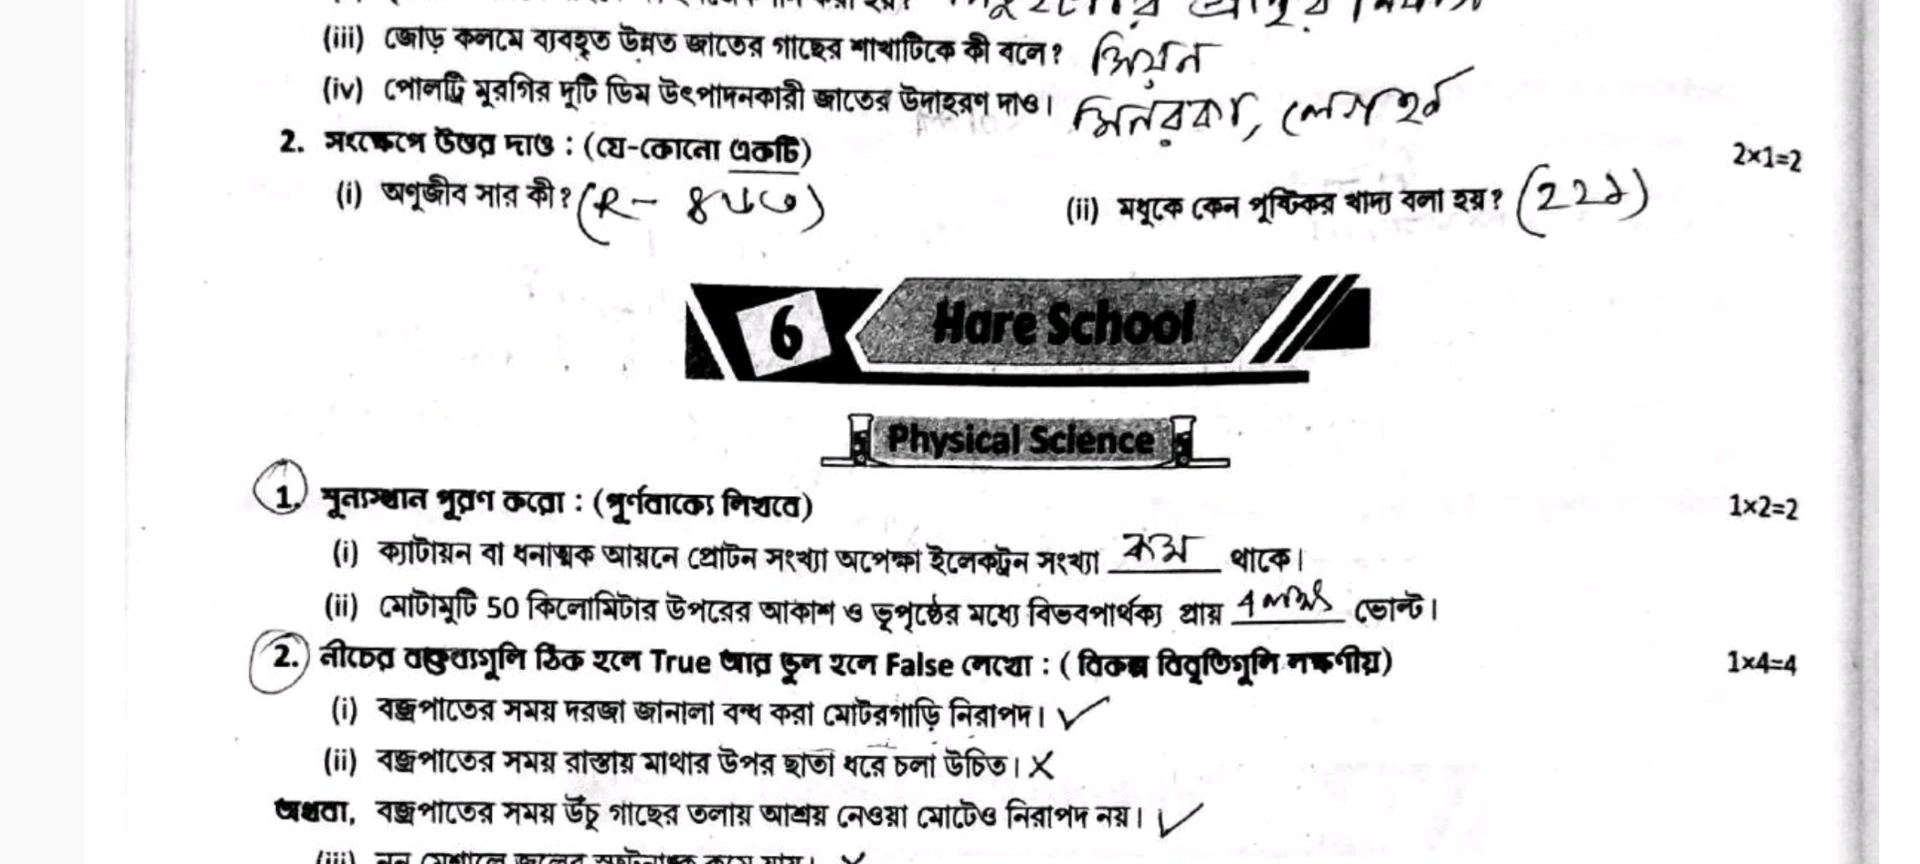 (iii) জোড় কলমে ব্যবহৃত উন্নত জাতের গাছের শাখাটিকে কী বলে? সিয়ন
(iv) পোলট্রি মুরগির দুটি ডিম উৎপাদনকারী জাতের উদাহরণ দাও। মিনরকা, লেগহর্ন
2. সংক্ষেপে উত্তর দাও : (যে-কোনো একটি) 2×1=2
(i) অণুজীব সার কী? (R- ৪৬৩) (ii) মধুকে কেন পুষ্টিকর খাদ্য বলা হয়? (221)
6 Hare School
Physical Science
1. শূন্যস্থান পূরণ করো : (পূর্ণবাক্যে লিখবে) 1×2=2
(i) ক্যাটায়ন বা ধনাত্মক আয়নে প্রোটন সংখ্যা অপেক্ষা ইলেকট্রন সংখ্যা কম থাকে।
(ii) মোটামুটি 50 কিলোমিটার উপরের আকাশ ও ভূপৃষ্ঠের মধ্যে বিভবপার্থক্য প্রায় 4 লক্ষ ভোল্ট।
2. নীচের বক্তব্যগুলি ঠিক হলে True আর ভুল হলে False লেখো : ( বিকল্প বিবৃতিগুলি লক্ষণীয়) 1×4=4
(i) বজ্রপাতের সময় দরজা জানালা বন্ধ করা মোটরগাড়ি নিরাপদ। ✓
(ii) বজ্রপাতের সময় রাস্তায় মাথার উপর ছাতা ধরে চলা উচিত। ✗
অথবা, বজ্রপাতের সময় উঁচু গাছের তলায় আশ্রয় নেওয়া মোটেও নিরাপদ নয়। ✓